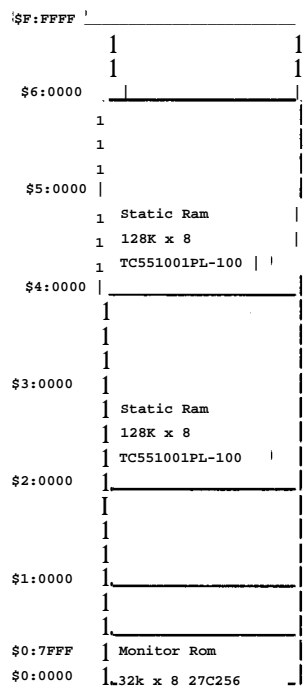 $F:FFFF
$6:0000
$5:0000
Static Ram
128K x 8
TC551001PL-100
$4:0000
$3:0000
Static Ram
128K x 8
TC551001PL-100
$2:0000
$1:0000
$0:7FFF Monitor Rom
$0:0000 32k x 8 27C256